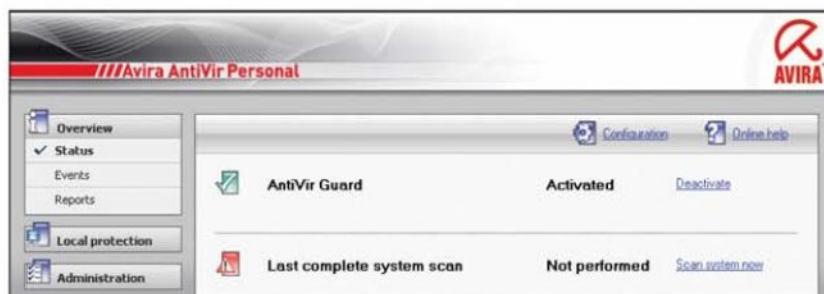 ////Avira AntiVir Personal
AVIRA
Overview
Configuration
Online help
✓ Status
Events
Reports
AntiVir Guard Activated Deactivate
Local protection
Administration
Last complete system scan Not performed Scan system now